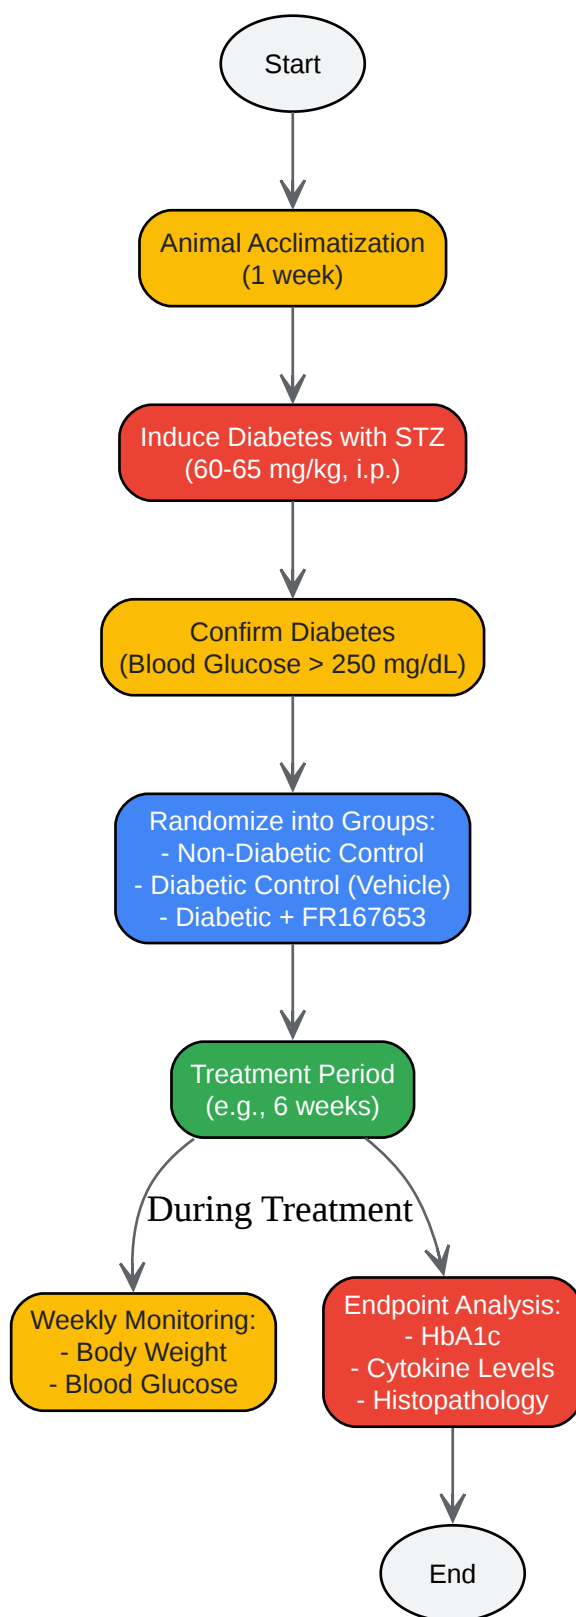 Start
Animal Acclimatization
(1 week)
Induce Diabetes with STZ
(60-65 mg/kg, i.p.)
Confirm Diabetes
(Blood Glucose > 250 mg/dL)
Randomize into Groups:
- Non-Diabetic Control
- Diabetic Control (Vehicle)
- Diabetic + FR167653
Treatment Period
(e.g., 6 weeks)
During Treatment
Weekly Monitoring:
- Body Weight
- Blood Glucose
Endpoint Analysis:
- HbA1c
- Cytokine Levels
- Histopathology
End